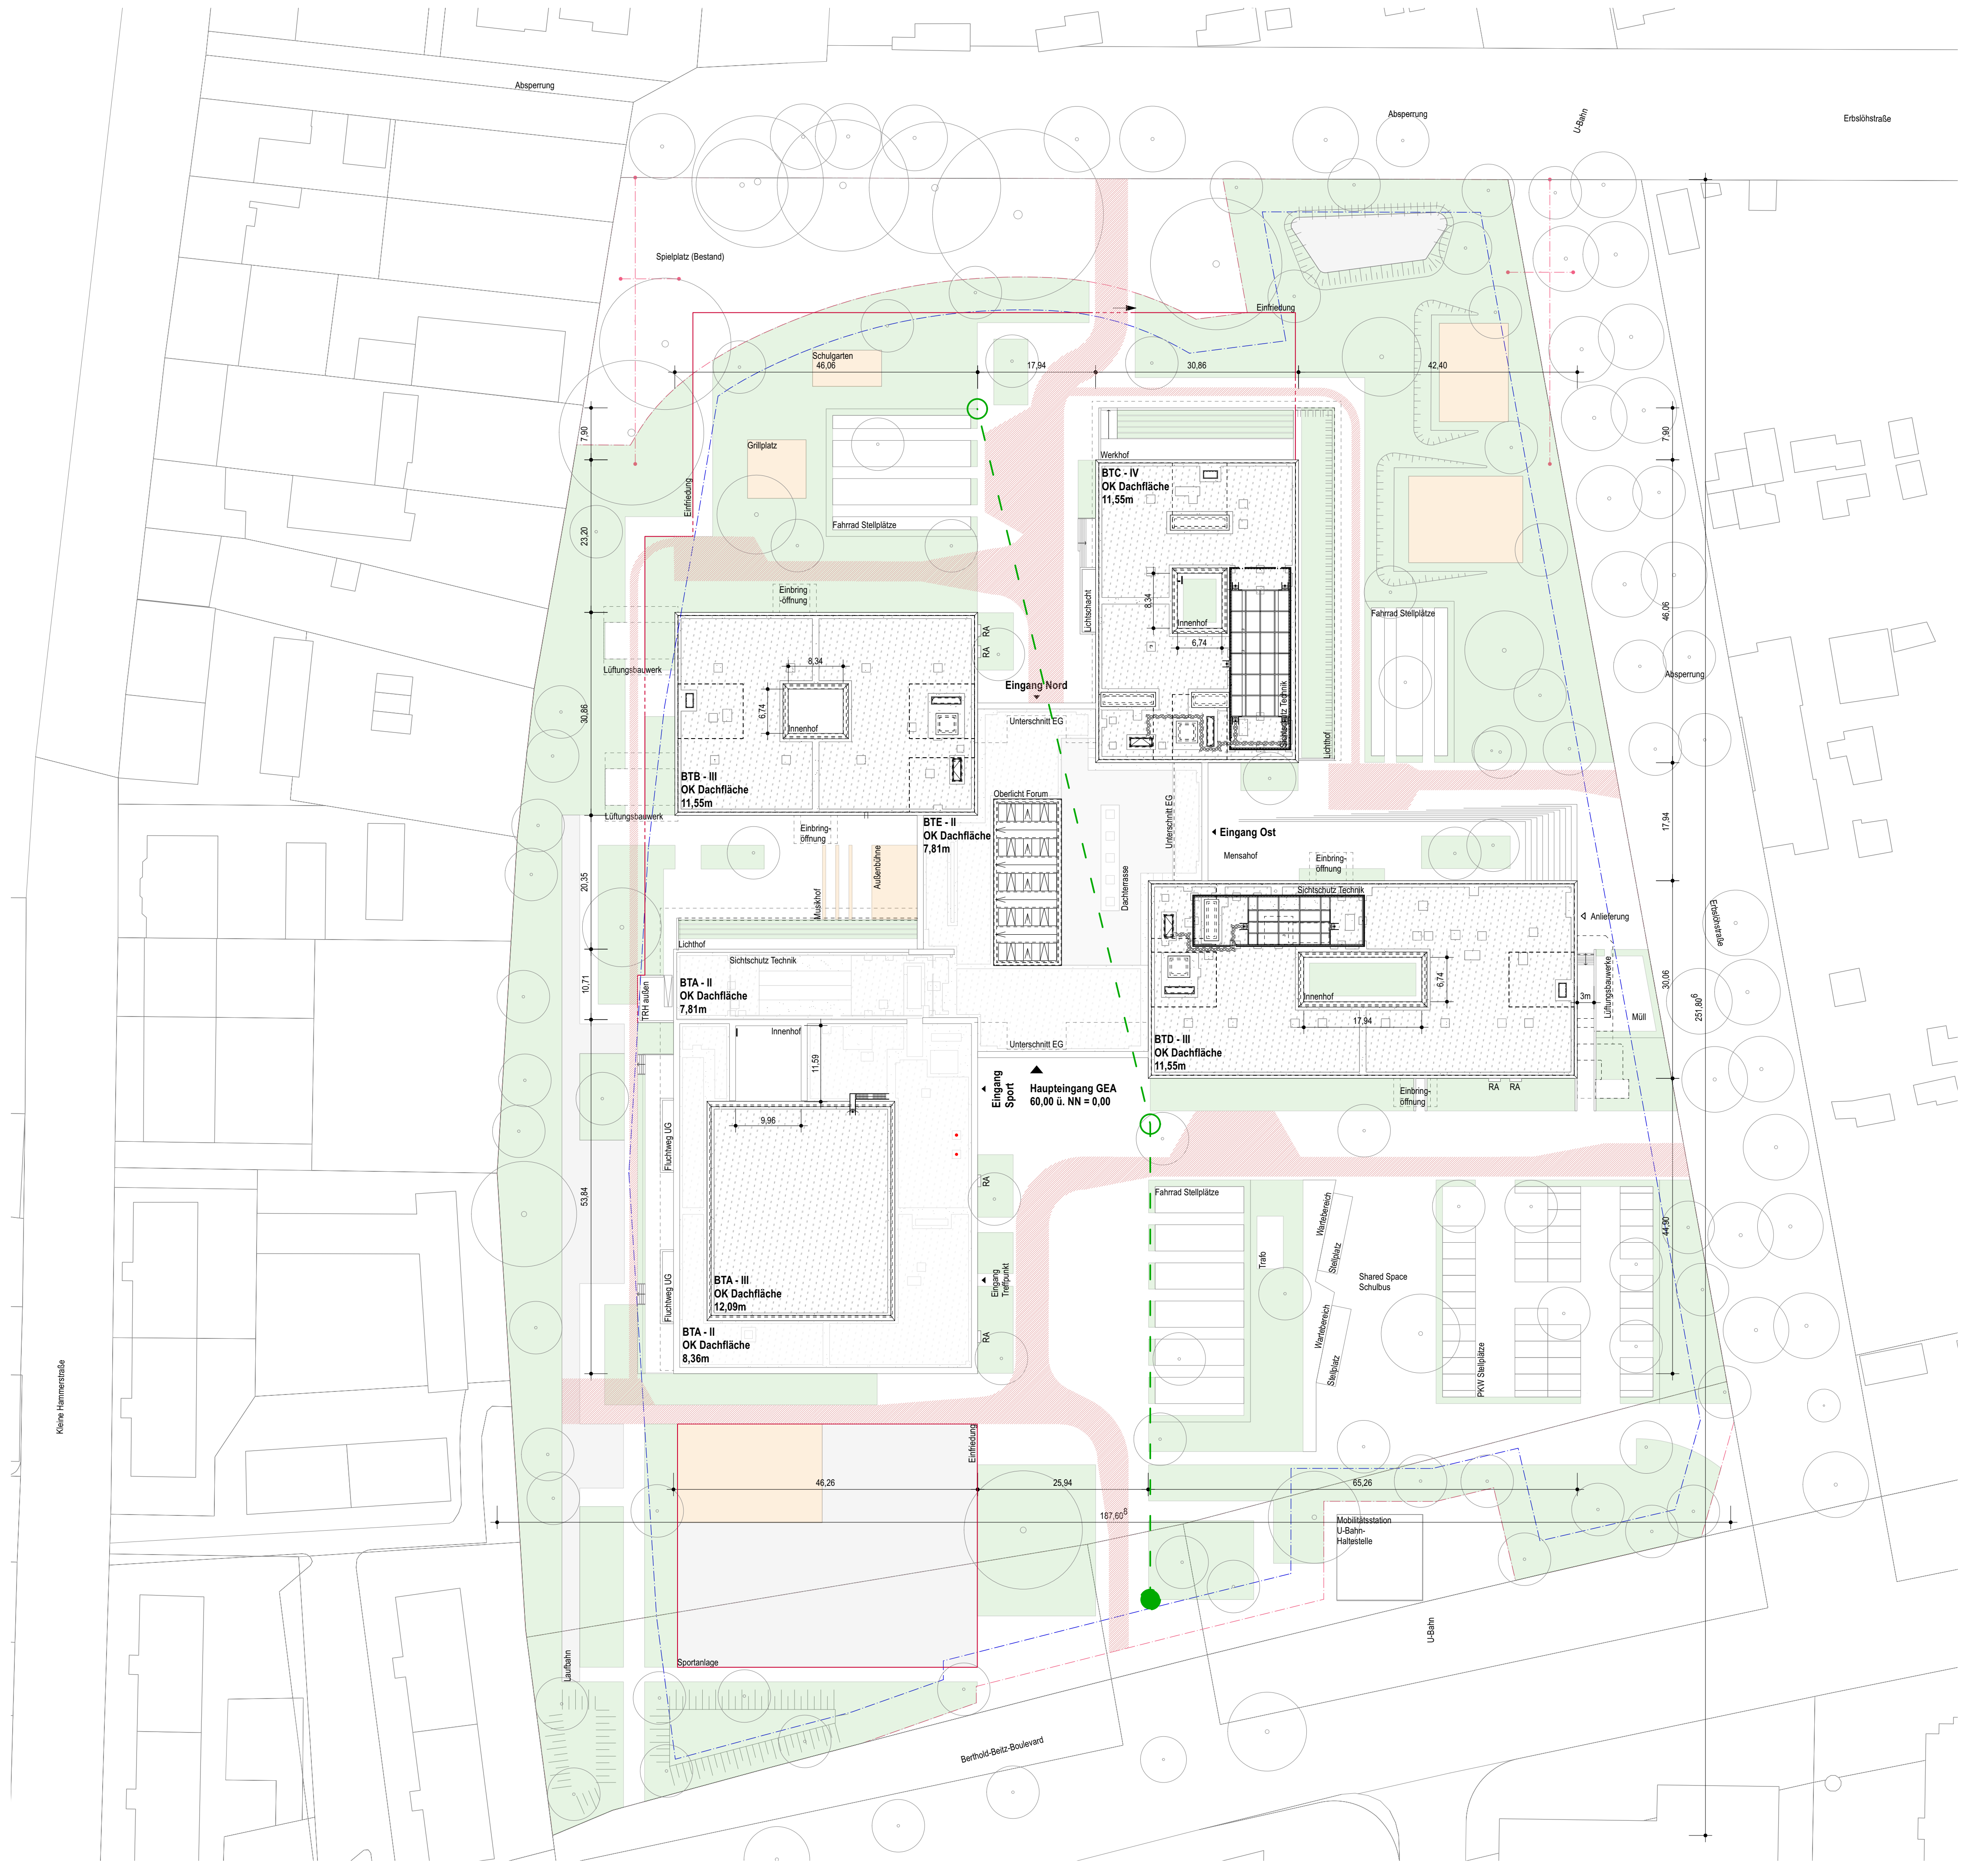 Absperrung
Absperrung
U-Bahn
Erbslöhstraße
Spielplatz (Bestand)
Einfriedung
Schulgarten
46,06
17,94
30,86
42,40
7,90
7,90
Grillplatz
Werkhof
BTC - IV
OK Dachfläche
11,55m
Einfriedung
Fahrrad Stellplätze
23,20
Einbring
-öffnung
Lichtschacht
8,34
Innenhof
6,74
Fahrrad Stellplätze
46,06
RA
RA
Lüftungsbauwerk
8,34
Absperrung
Eingang Nord
6,74
Innenhof
30,86
Unterschnitt EG
Sichtschutz Technik
Lichthof
BTB - III
OK Dachfläche
11,55m
Oberlicht Forum
Lüftungsbauwerk
Einbring-
öffnung
BTE - II
OK Dachfläche
7,81m
Unterschnitt EG
Eingang Ost
17,94
Mensahof
Einbring-
öffnung
20,35
Außenbühne
Musikhof
Dachterrasse
Sichtschutz Technik
Anlieferung
Erbslöhstraße
Lichthof
Sichtschutz Technik
10,71
TRH außen
BTA - II
OK Dachfläche
7,81m
6,74
Innenhof
17,94
3m
Lüftungsbauwerke
Müll
30,06
251,80⁶
Innenhof
11,59
Unterschnitt EG
BTD - III
OK Dachfläche
11,55m
Eingang
Sport
Haupteingang GEA
60,00 ü. NN = 0,00
Einbring-
öffnung
RA
RA
9,96
Fluchtweg UG
53,84
RA
Fahrrad Stellplätze
Wartebereich
Stellplatz
Trafo
44,90
Fluchtweg UG
BTA - III
OK Dachfläche
12,09m
Eingang
Treffpunkt
Shared Space
Schulbus
BTA - II
OK Dachfläche
8,36m
RA
Wartebereich
Stellplatz
PKW Stellplätze
Kleine Hammerstraße
Einfriedung
46,26
25,94
65,26
187,60⁸
Mobilitätsstation
U-Bahn-
Haltestelle
U-Bahn
Laufbahn
Sportanlage
Berthold-Beitz-Boulevard